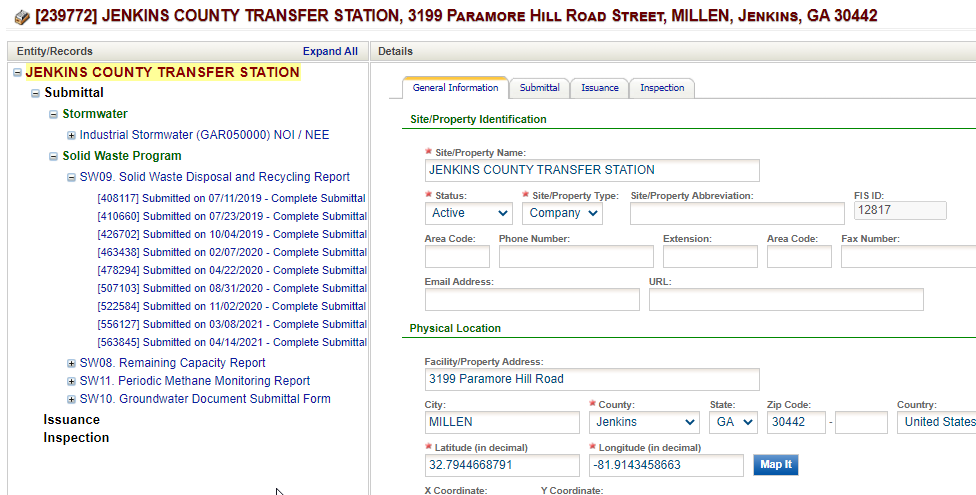 [239772] JENKINS COUNTY TRANSFER STATION, 3199 PARAMORE HILL ROAD STREET, MILLEN, JENKINS, GA 30442
Entity/Records Expand All
JENKINS COUNTY TRANSFER STATION
Submittal
Stormwater
Industrial Stormwater (GAR050000) NOI / NEE
Solid Waste Program
SW09. Solid Waste Disposal and Recycling Report
[408117] Submitted on 07/11/2019 - Complete Submittal
[410660] Submitted on 07/23/2019 - Complete Submittal
[426702] Submitted on 10/04/2019 - Complete Submittal
[463438] Submitted on 02/07/2020 - Complete Submittal
[478294] Submitted on 04/22/2020 - Complete Submittal
[507103] Submitted on 08/31/2020 - Complete Submittal
[522584] Submitted on 11/02/2020 - Complete Submittal
[556127] Submitted on 03/08/2021 - Complete Submittal
[563845] Submitted on 04/14/2021 - Complete Submittal
SW08. Remaining Capacity Report
SW11. Periodic Methane Monitoring Report
SW10. Groundwater Document Submittal Form
Issuance
Inspection
Details
General Information Submittal Issuance Inspection
Site/Property Identification
* Site/Property Name:
JENKINS COUNTY TRANSFER STATION
* Status: * Site/Property Type: Site/Property Abbreviation: FIS ID:
Active Company 12817
Area Code: Phone Number: Extension: Area Code: Fax Number:
Email Address: URL:
Physical Location
Facility/Property Address:
3199 Paramore Hill Road
City: * County: State: Zip Code: Country:
MILLEN Jenkins GA 30442 - United States
* Latitude (in decimal) * Longitude (in decimal)
32.7944668791 -81.9143458663 Map It
X Coordinate: Y Coordinate: